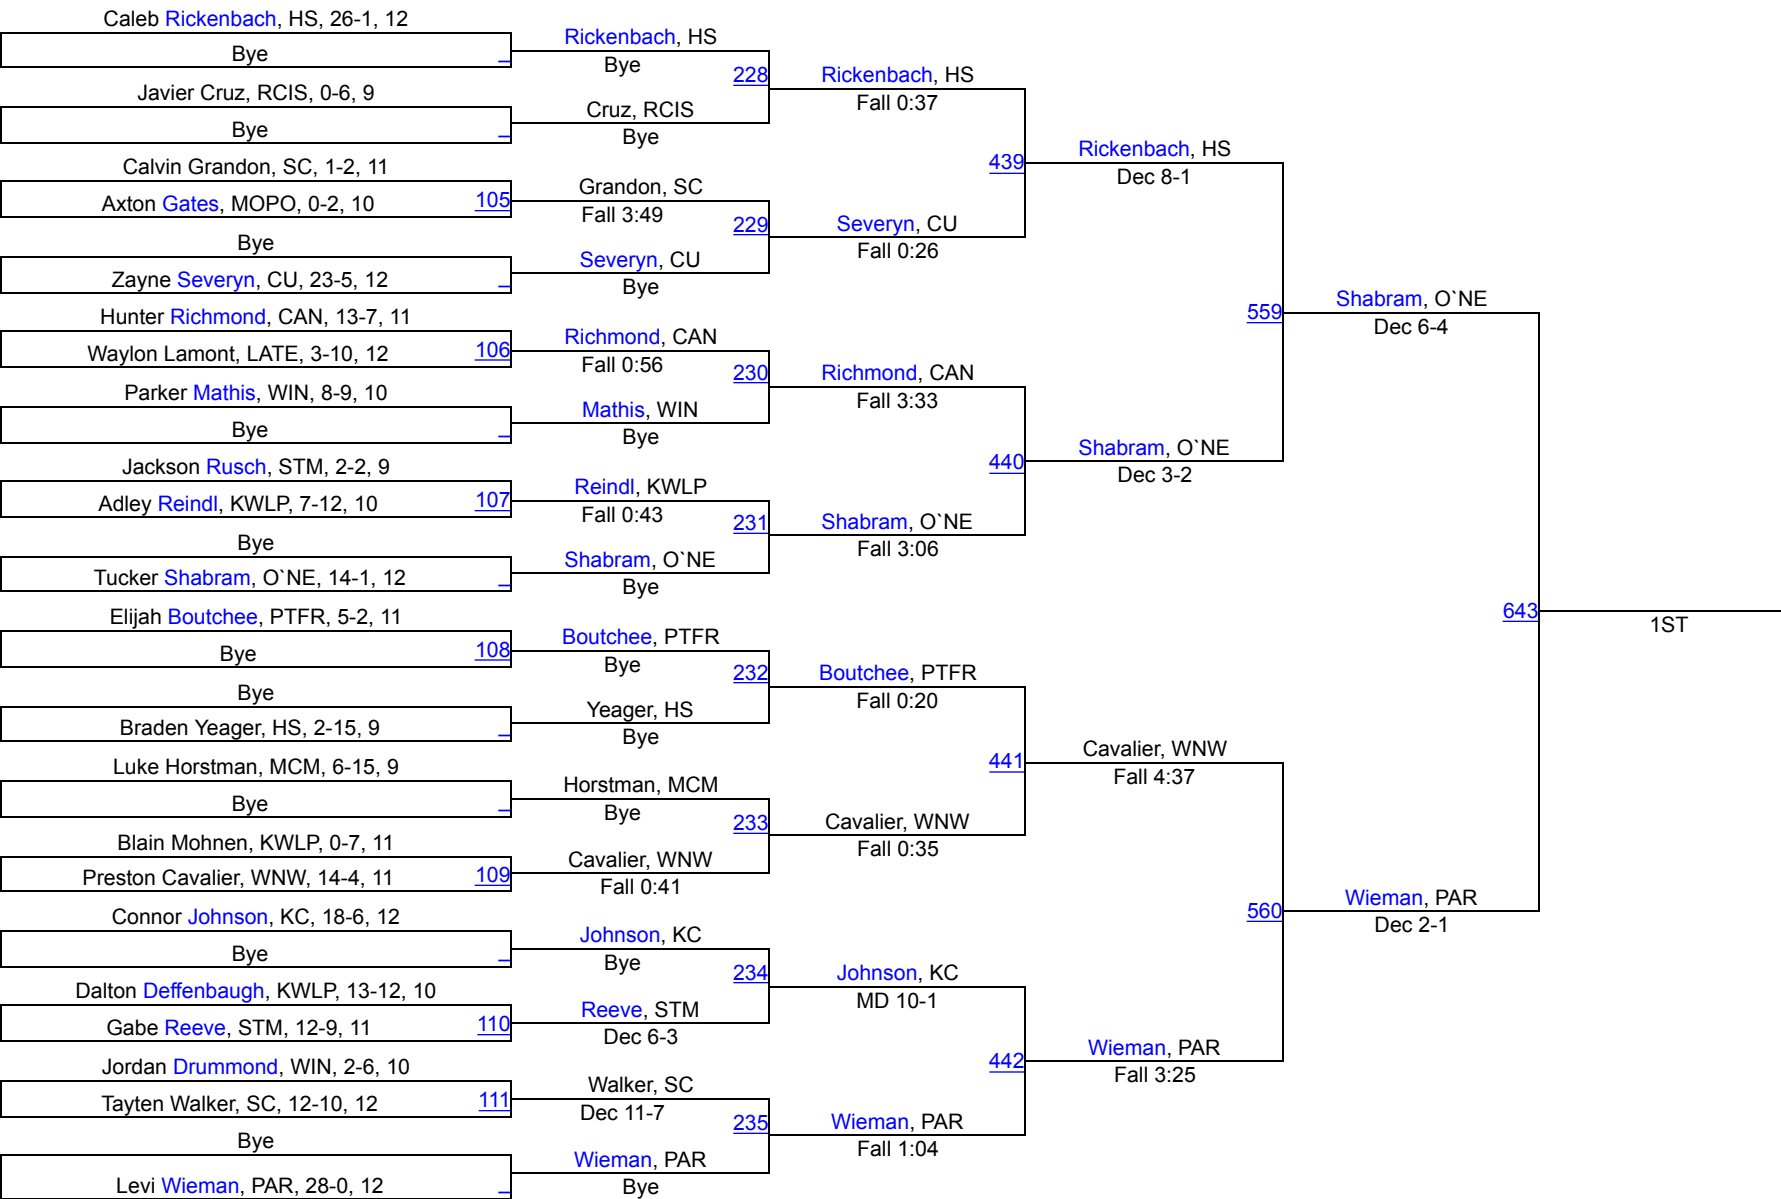 Caleb Rickenbach, HS, 26-1, 12
Bye
Javier Cruz, RCIS, 0-6, 9
Bye
Calvin Grandon, SC, 1-2, 11
Axton Gates, MOPO, 0-2, 10
105
Bye
Zayne Severyn, CU, 23-5, 12
Hunter Richmond, CAN, 13-7, 11
Waylon Lamont, LATE, 3-10, 12
106
Parker Mathis, WIN, 8-9, 10
Bye
Jackson Rusch, STM, 2-2, 9
Adley Reindl, KWLP, 7-12, 10
107
Bye
Tucker Shabram, O`NE, 14-1, 12
Elijah Boutchee, PTFR, 5-2, 11
Bye
108
Bye
Braden Yeager, HS, 2-15, 9
Luke Horstman, MCM, 6-15, 9
Bye
Blain Mohnen, KWLP, 0-7, 11
Preston Cavalier, WNW, 14-4, 11
109
Connor Johnson, KC, 18-6, 12
Bye
Dalton Deffenbaugh, KWLP, 13-12, 10
Gabe Reeve, STM, 12-9, 11
110
Jordan Drummond, WIN, 2-6, 10
Tayten Walker, SC, 12-10, 12
111
Bye
Levi Wieman, PAR, 28-0, 12
Rickenbach, HS
Bye
228
Cruz, RCIS
Bye
Grandon, SC
Fall 3:49
229
Severyn, CU
Bye
Richmond, CAN
Fall 0:56
230
Mathis, WIN
Bye
Reindl, KWLP
Fall 0:43
231
Shabram, O`NE
Bye
Boutchee, PTFR
Bye
232
Yeager, HS
Bye
Horstman, MCM
Bye
233
Cavalier, WNW
Fall 0:41
Johnson, KC
Bye
234
Reeve, STM
Dec 6-3
Walker, SC
Dec 11-7
235
Wieman, PAR
Bye
Rickenbach, HS
Fall 0:37
439
Severyn, CU
Fall 0:26
Richmond, CAN
Fall 3:33
440
Shabram, O`NE
Fall 3:06
Boutchee, PTFR
Fall 0:20
441
Cavalier, WNW
Fall 0:35
Johnson, KC
MD 10-1
442
Wieman, PAR
Fall 1:04
Rickenbach, HS
Dec 8-1
559
Shabram, O`NE
Dec 3-2
Cavalier, WNW
Fall 4:37
560
Wieman, PAR
Fall 3:25
Shabram, O`NE
Dec 6-4
643
Wieman, PAR
Dec 2-1
1ST